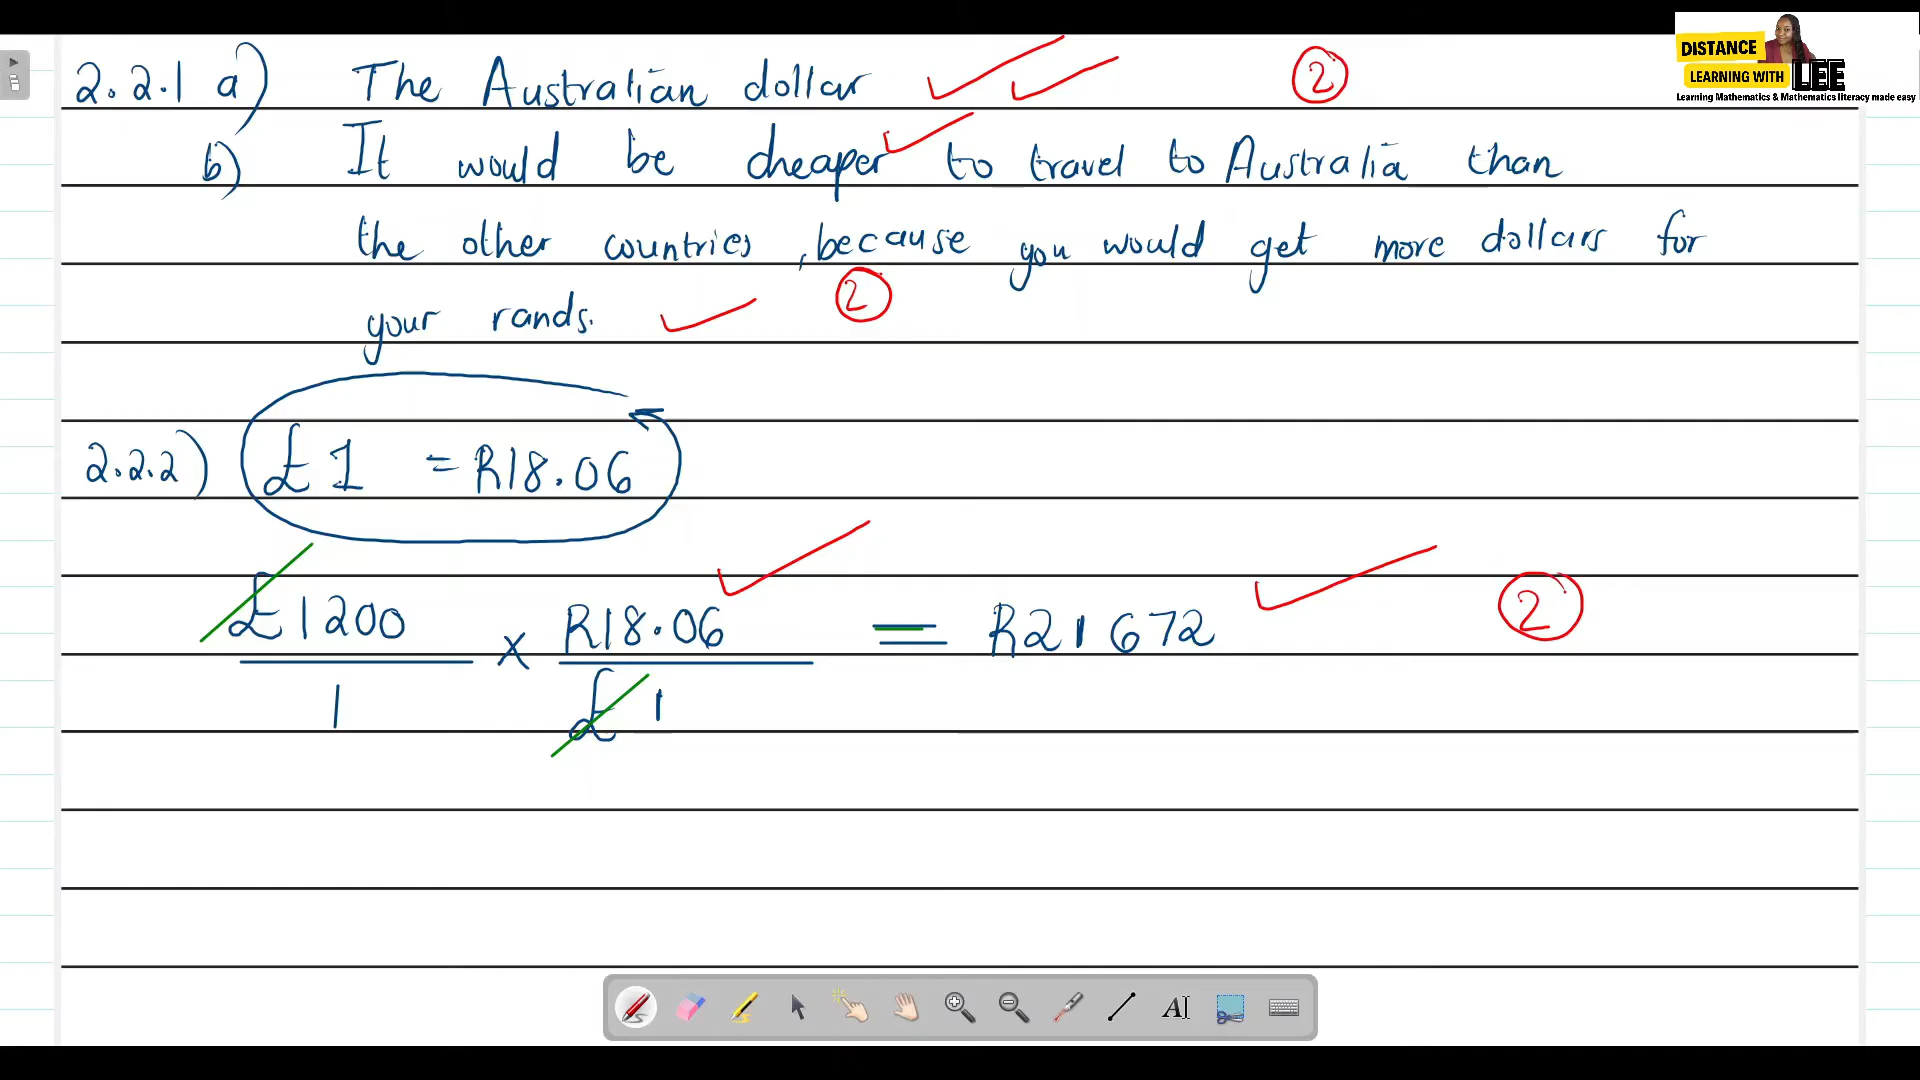 DISTANCE
LEARNING WITH LEE
Learning Mathematics & Mathematics literacy made easy
2.2.1 a) The Australian dollar ②
b) It would be cheaper to travel to Australia than
the other countries, because you would get more dollars for
your rands. ②
2.2.2) £1 = R18.06
£1200 × R18.06 = R21 672 ②
1 £1